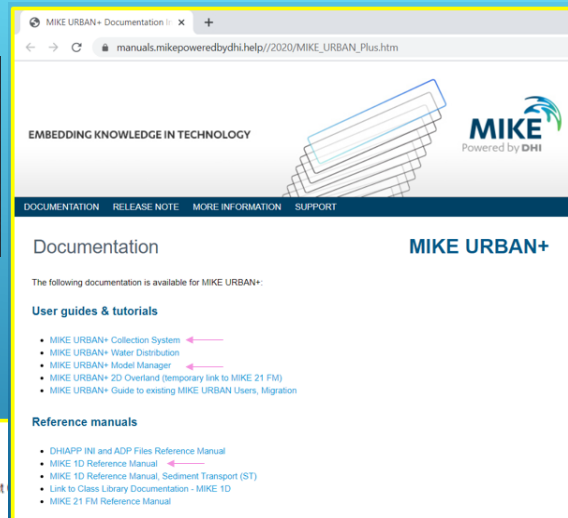 MIKE URBAN+ Documentation
manuals.mikepoweredbydhi.help//2020/MIKE_URBAN_Plus.htm
EMBEDDING KNOWLEDGE IN TECHNOLOGY
MIKE
Powered by DHI
DOCUMENTATION RELEASE NOTE MORE INFORMATION SUPPORT
Documentation
MIKE URBAN+
The following documentation is available for MIKE URBAN+:
User guides & tutorials
MIKE URBAN+ Collection System
MIKE URBAN+ Water Distribution
MIKE URBAN+ Model Manager
MIKE URBAN+ 2D Overland (temporary link to MIKE 21 FM)
MIKE URBAN+ Guide to existing MIKE URBAN Users, Migration
Reference manuals
DHIAPP INI and ADP Files Reference Manual
MIKE 1D Reference Manual
MIKE 1D Reference Manual, Sediment Transport (ST)
Link to Class Library Documentation - MIKE 1D
MIKE 21 FM Reference Manual